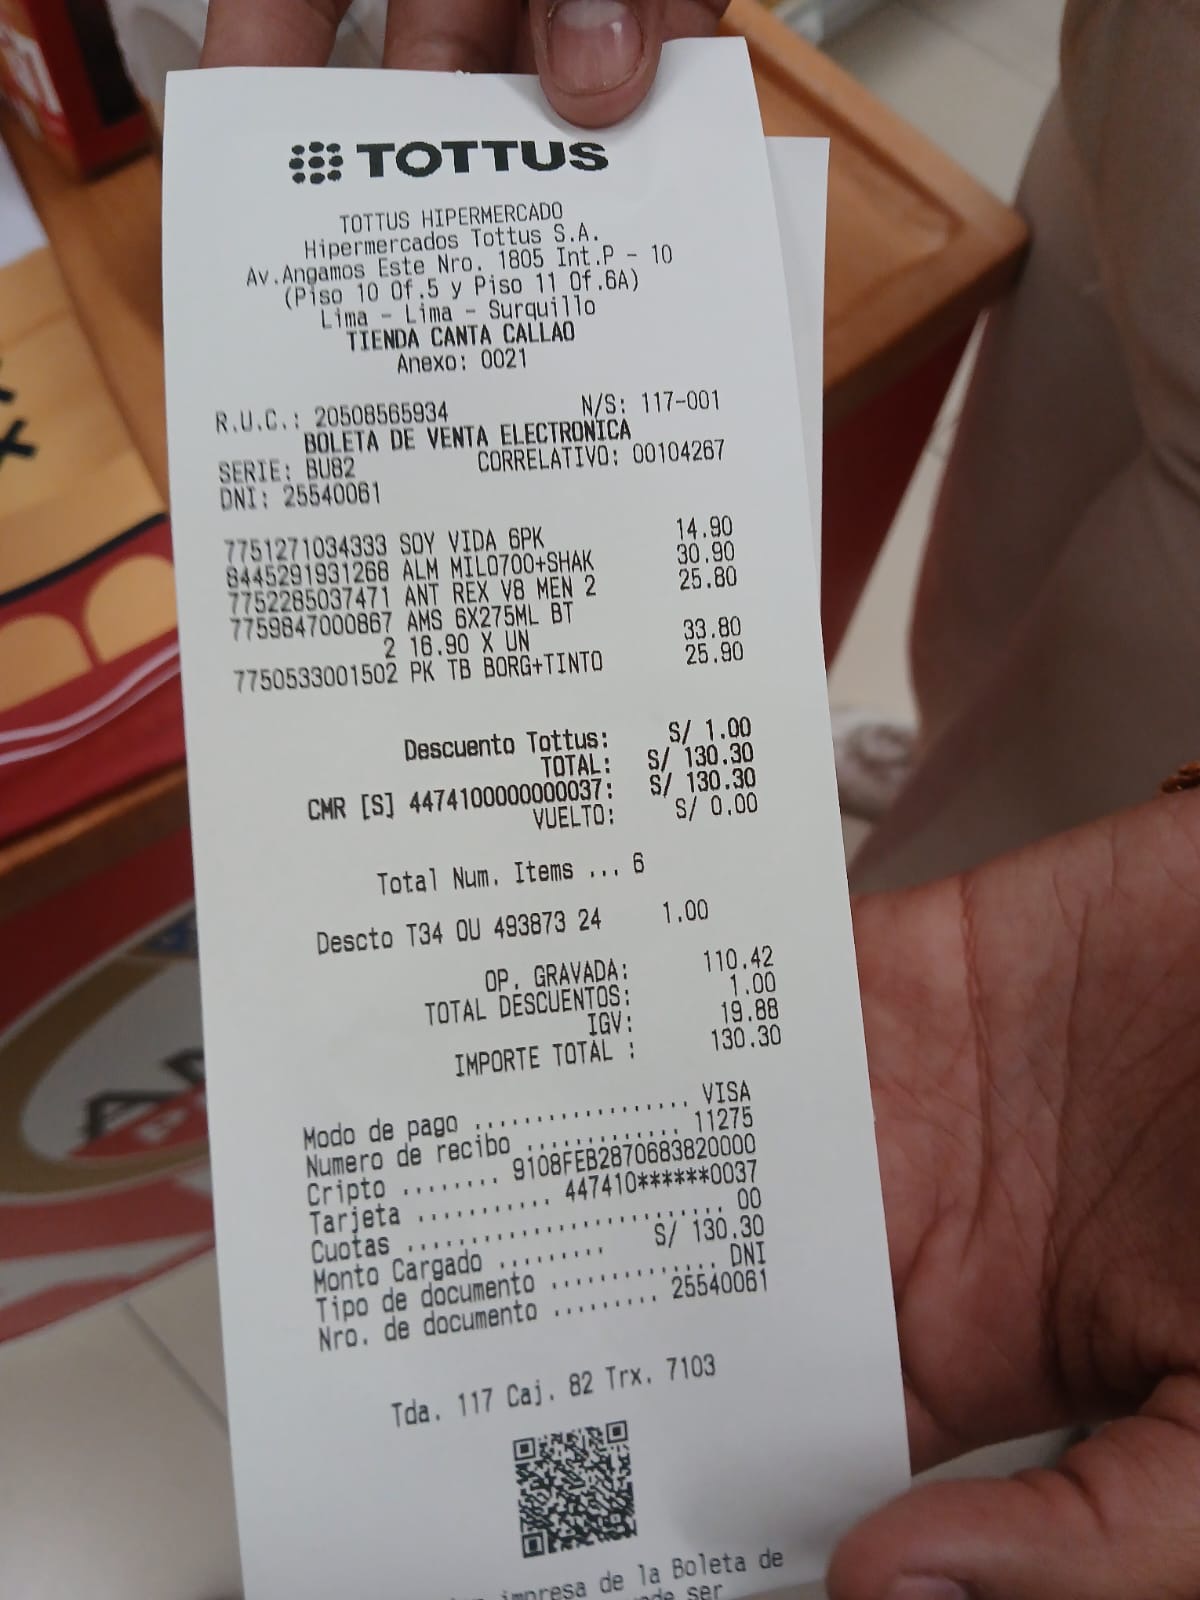 TOTTUS
TOTTUS HIPERMERCADO
Hipermercados Tottus S.A.
Av.Angamos Este Nro. 1805 Int.P - 10
(Piso 10 Of.5 y Piso 11 Of.6A)
Lima - Lima - Surquillo
TIENDA CANTA CALLAO
Anexo: 0021
R.U.C.: 20508565934 N/S: 117-001
BOLETA DE VENTA ELECTRONICA
SERIE: BU82 CORRELATIVO: 00104267
DNI: 25540061
7751271034333 SOY VIDA 6PK 14.90
8445291931268 ALM MILO700+SHAK 30.90
7752285037471 ANT REX V8 MEN 2 25.80
7759847000867 AMS 6X275ML BT
2 16.90 X UN 33.80
7750533001502 PK TB BORG+TINTO 25.90
Descuento Tottus: S/ 1.00
TOTAL: S/ 130.30
CMR [S] 4474100000000037: S/ 130.30
VUELTO: S/ 0.00
Total Num. Items ... 6
Descto T34 OU 493873 24 1.00
OP. GRAVADA: 110.42
TOTAL DESCUENTOS: 1.00
IGV: 19.88
IMPORTE TOTAL : 130.30
Modo de pago ................. VISA
Numero de recibo ............. 11275
Cripto ........ 9108FEB2870683820000
Tarjeta ........... 447410******0037
Cuotas .......................... 00
Monto Cargado ......... S/ 130.30
Tipo de documento .............. DNI
Nro. de documento ......... 25540061
Tda. 117 Caj. 82 Trx. 7103
impresa de la Boleta de
ser